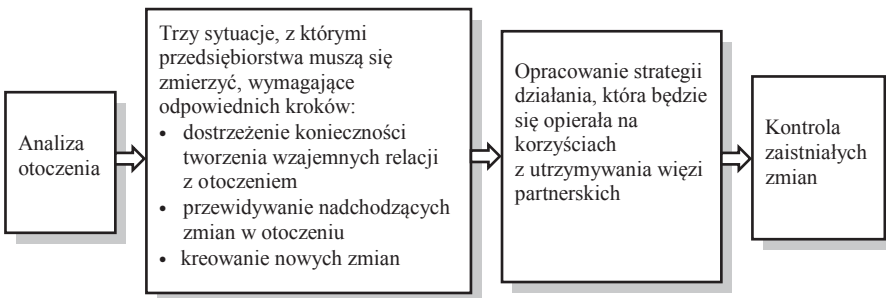 Analiza
otoczenia
Trzy sytuacje, z którymi
przedsiębiorstwa muszą się
zmierzyć, wymagające
odpowiednich kroków:
• dostrzeżenie konieczności
tworzenia wzajemnych relacji
z otoczeniem
• przewidywanie nadchodzących
zmian w otoczeniu
• kreowanie nowych zmian
Opracowanie strategii
działania, która będzie
się opierała na
korzyściach
z utrzymywania więzi
partnerskich
Kontrola
zaistniałych
zmian